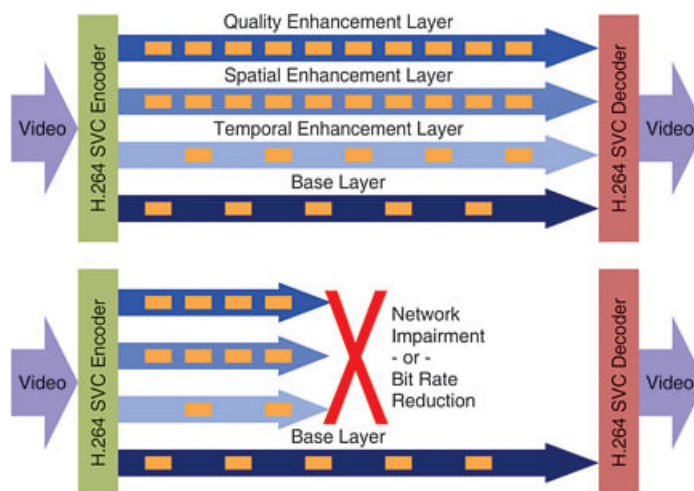 Quality Enhancement Layer
Video
H.264 SVC Encoder
Spatial Enhancement Layer
Temporal Enhancement Layer
Base Layer
H.264 SVC Decoder
Video
Video
H.264 SVC Encoder
Network
Impairment
- or -
Bit Rate
Reduction
Base Layer
H.264 SVC Decoder
Video